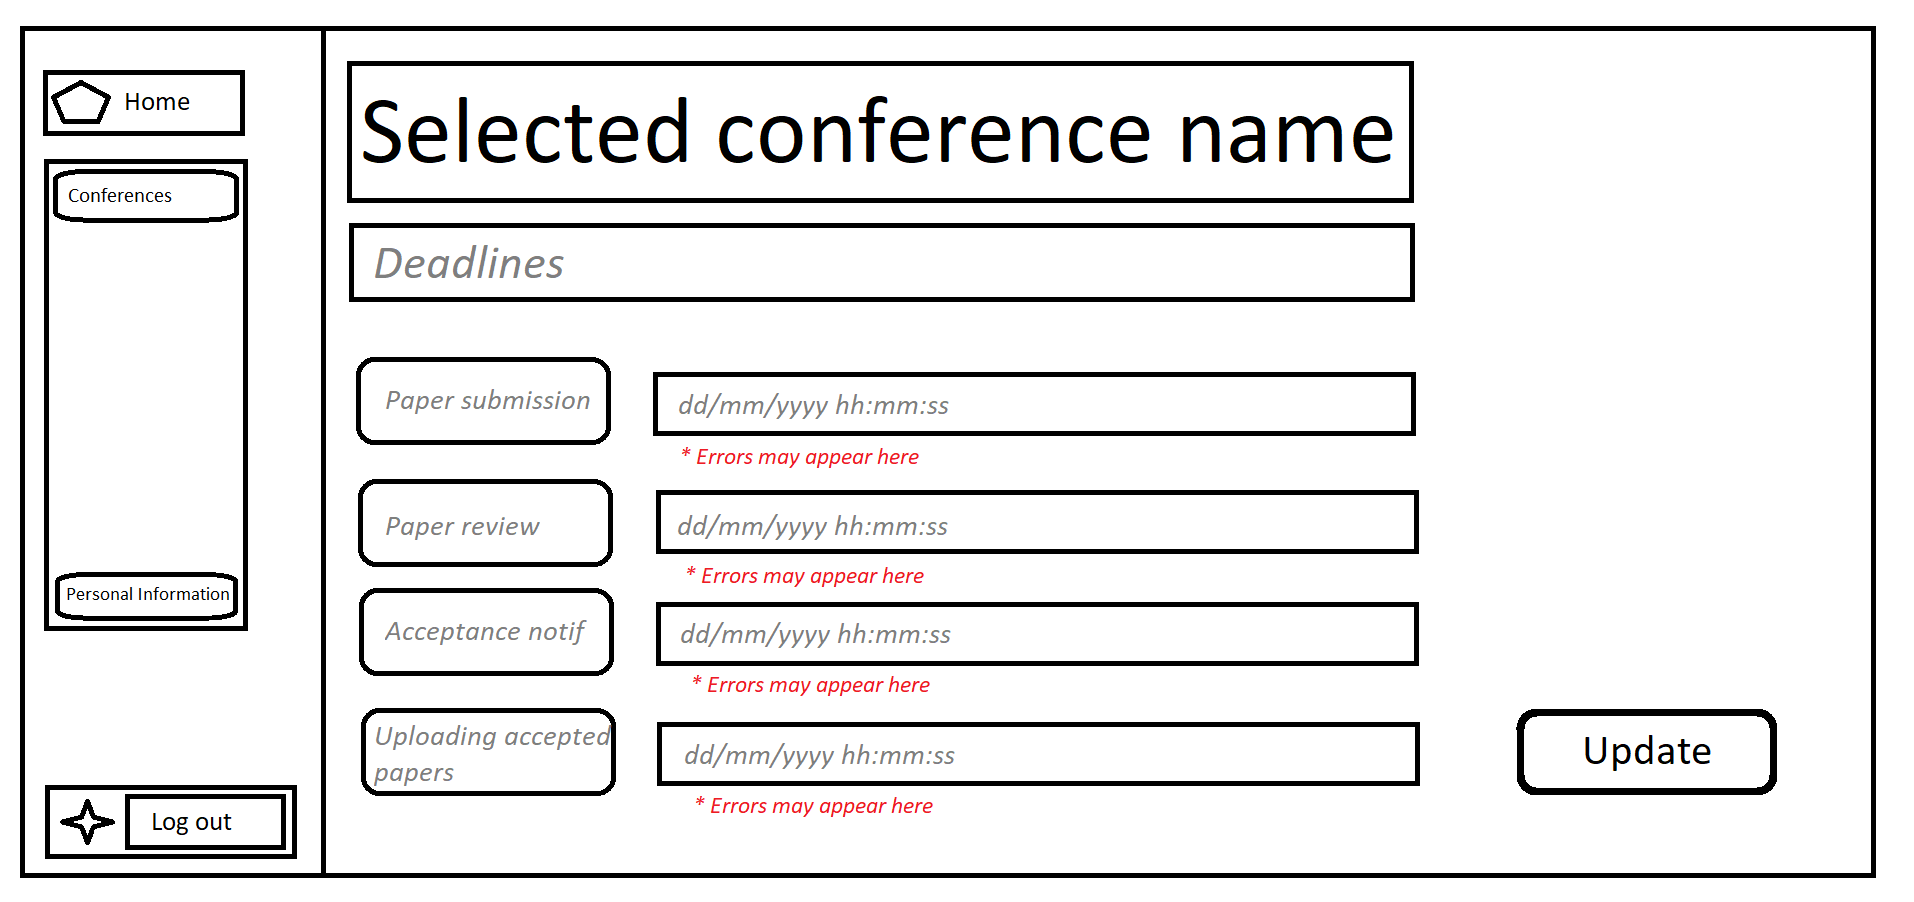 Home
Conferences
Personal Information
Log out
Selected conference name
Deadlines
Paper submission
dd/mm/yyyy hh:mm:ss
* Errors may appear here
Paper review
dd/mm/yyyy hh:mm:ss
* Errors may appear here
Acceptance notif
dd/mm/yyyy hh:mm:ss
* Errors may appear here
Uploading accepted
papers
dd/mm/yyyy hh:mm:ss
* Errors may appear here
Update